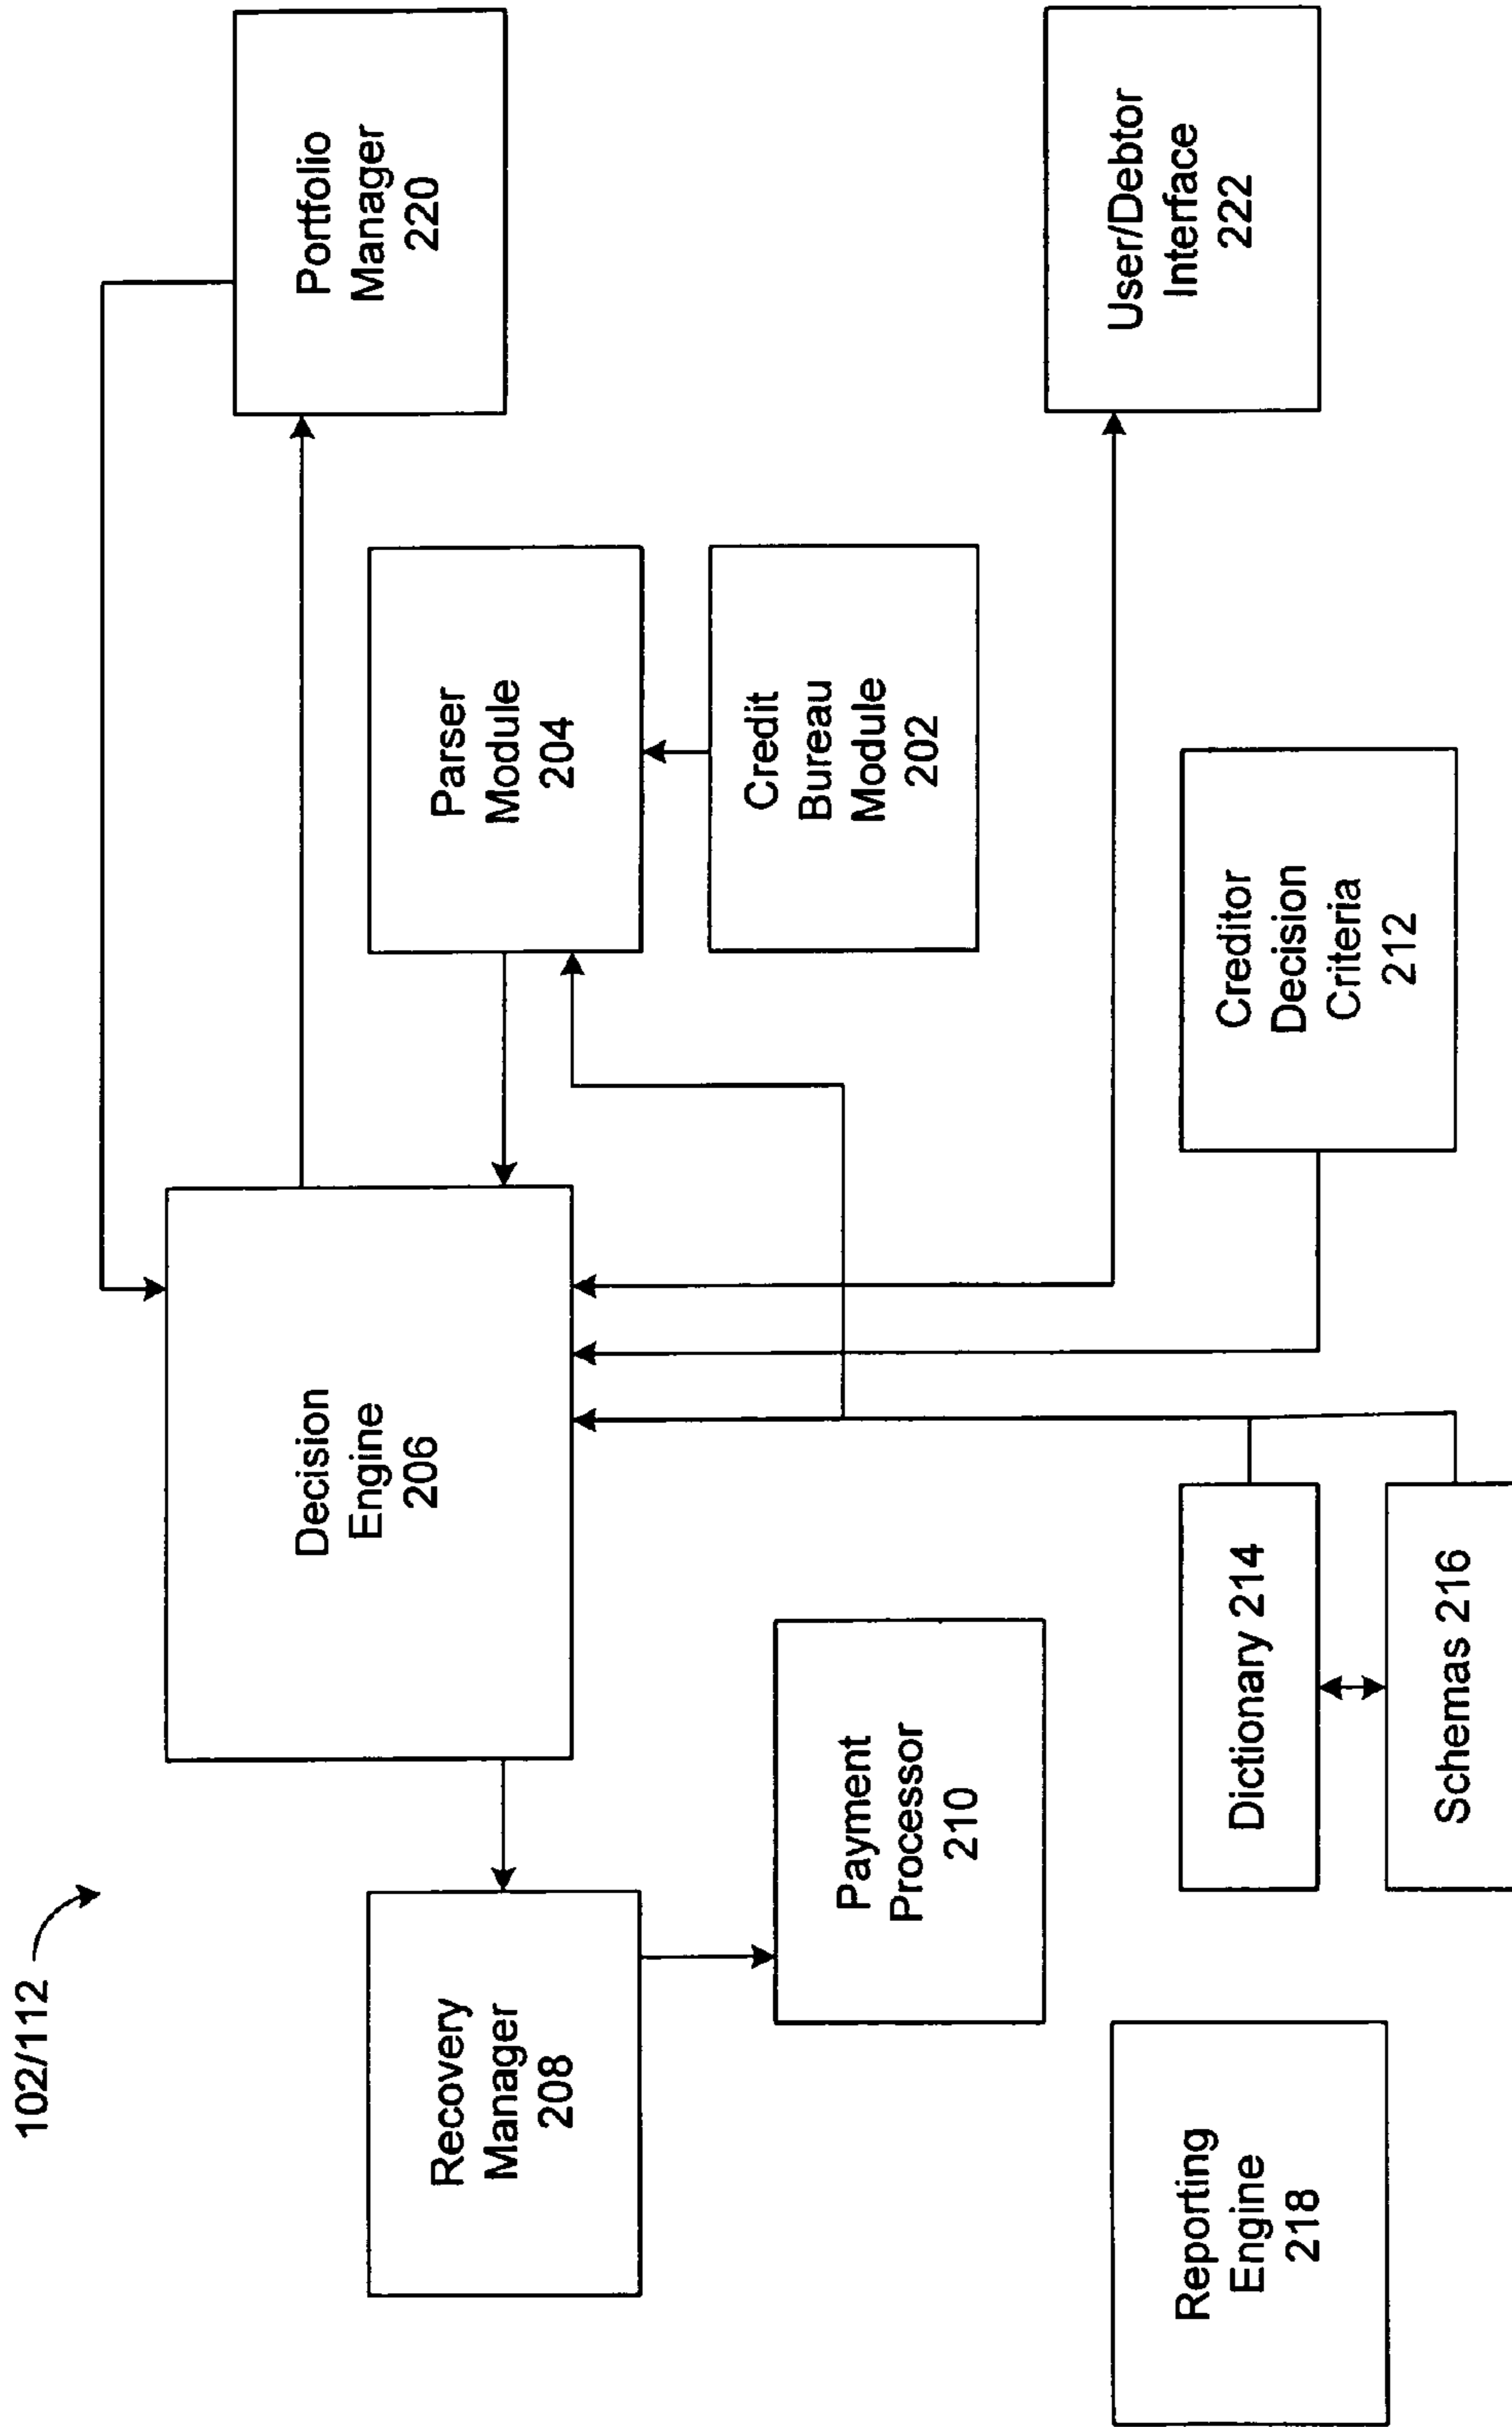 102/112
Recovery
Manager
208
Decision
Engine
206
Portfolio
Manager
220
Parser
Module
204
Payment
Processor
210
Credit
Bureau
Module
202
Reporting
Engine
218
Dictionary 214
Schemas 216
Creditor
Decision
Criteria
212
User/Debtor
Interface
222